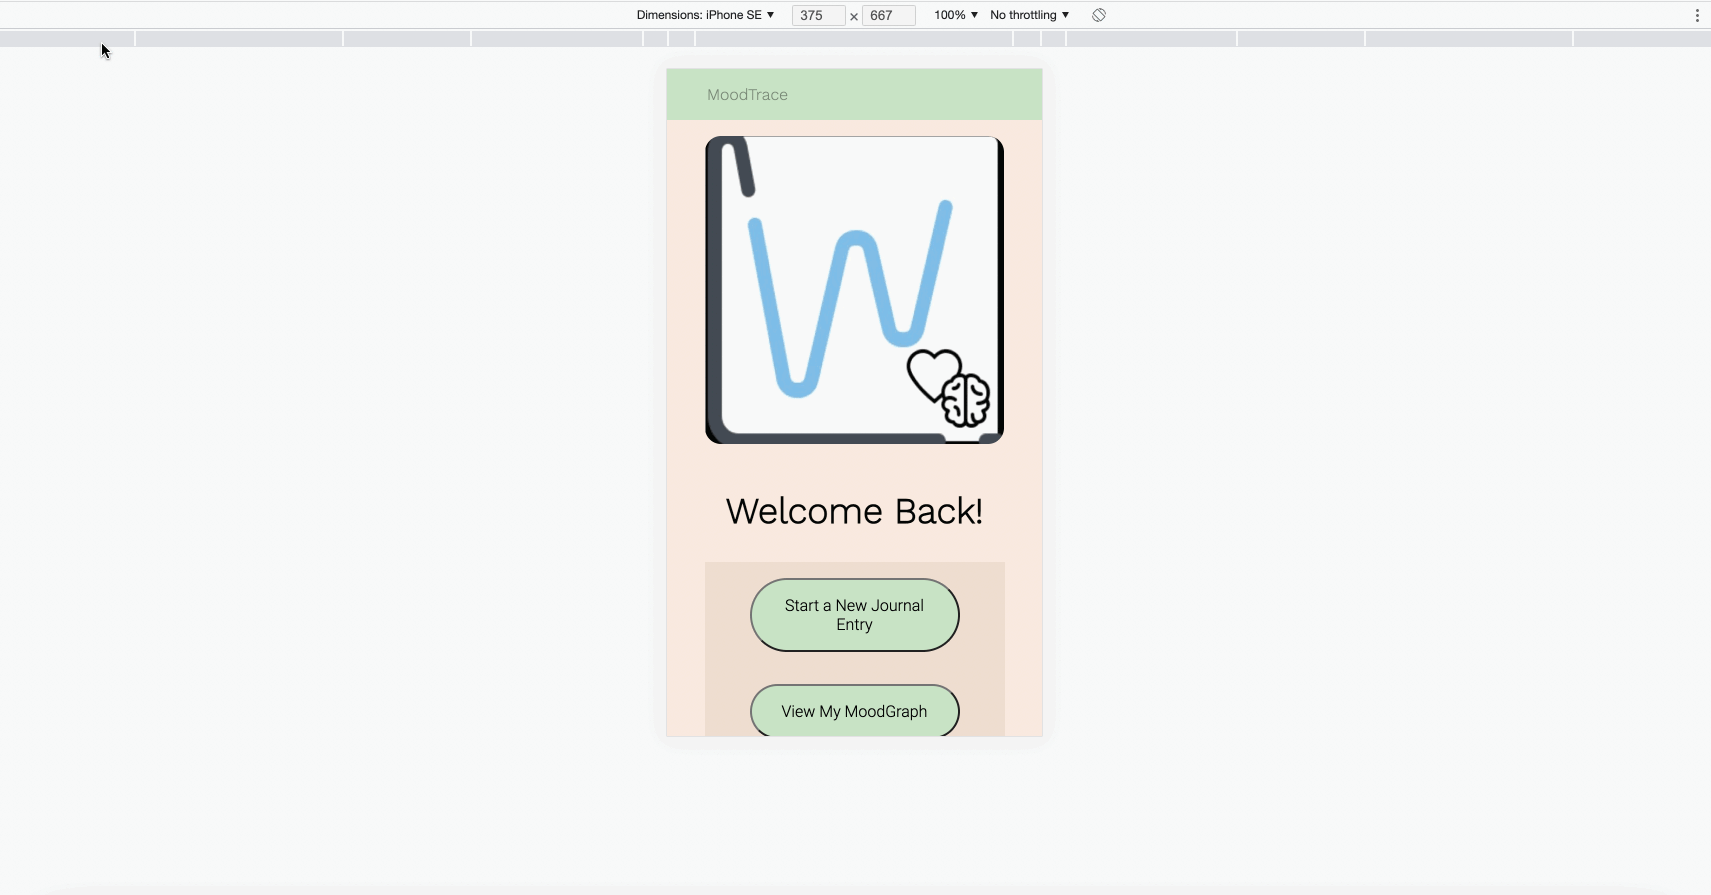 Dimensions: iPhone SE ▼ 375 × 667 100% ▼ No throttling ▼
MoodTrace
Welcome Back!
Start a New Journal
Entry
View My MoodGraph